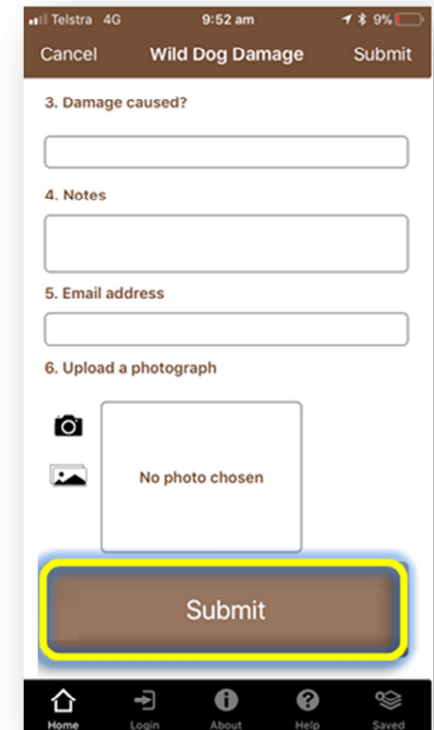 Telstra 4G 9:52 am 9%
Cancel Wild Dog Damage Submit
3. Damage caused?
4. Notes
5. Email address
6. Upload a photograph
No photo chosen
Submit
Home Login About Help Saved